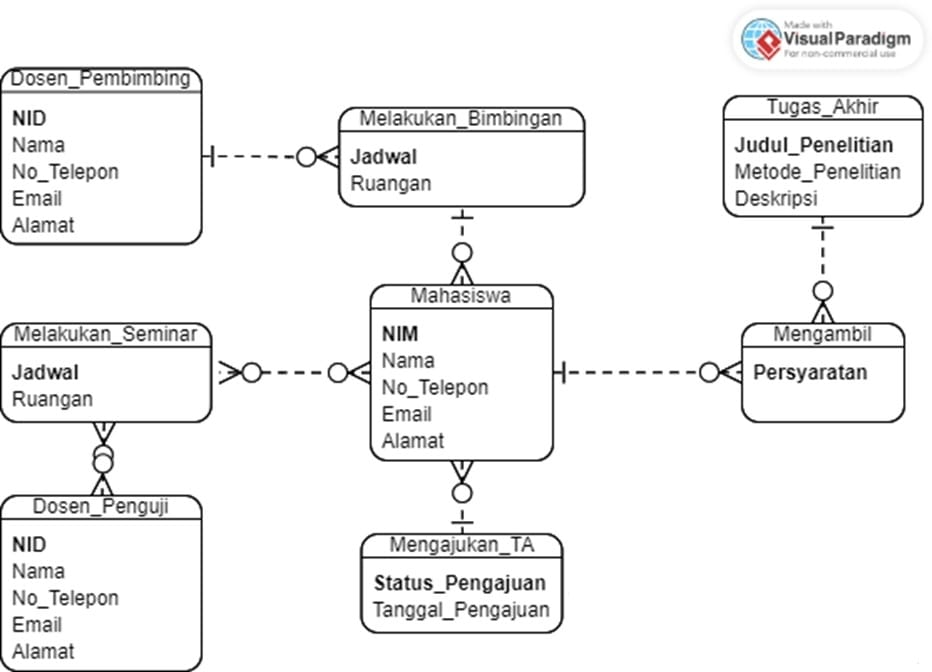 Made with
Visual Paradigm
For non-commercial use
Dosen_Pembimbing
NID
Nama
No_Telepon
Email
Alamat
Melakukan_Bimbingan
Jadwal
Ruangan
Tugas_Akhir
Judul_Penelitian
Metode_Penelitian
Deskripsi
Melakukan_Seminar
Jadwal
Ruangan
Mahasiswa
NIM
Nama
No_Telepon
Email
Alamat
Mengambil
Persyaratan
Dosen_Penguji
NID
Nama
No_Telepon
Email
Alamat
Mengajukan_TA
Status_Pengajuan
Tanggal_Pengajuan